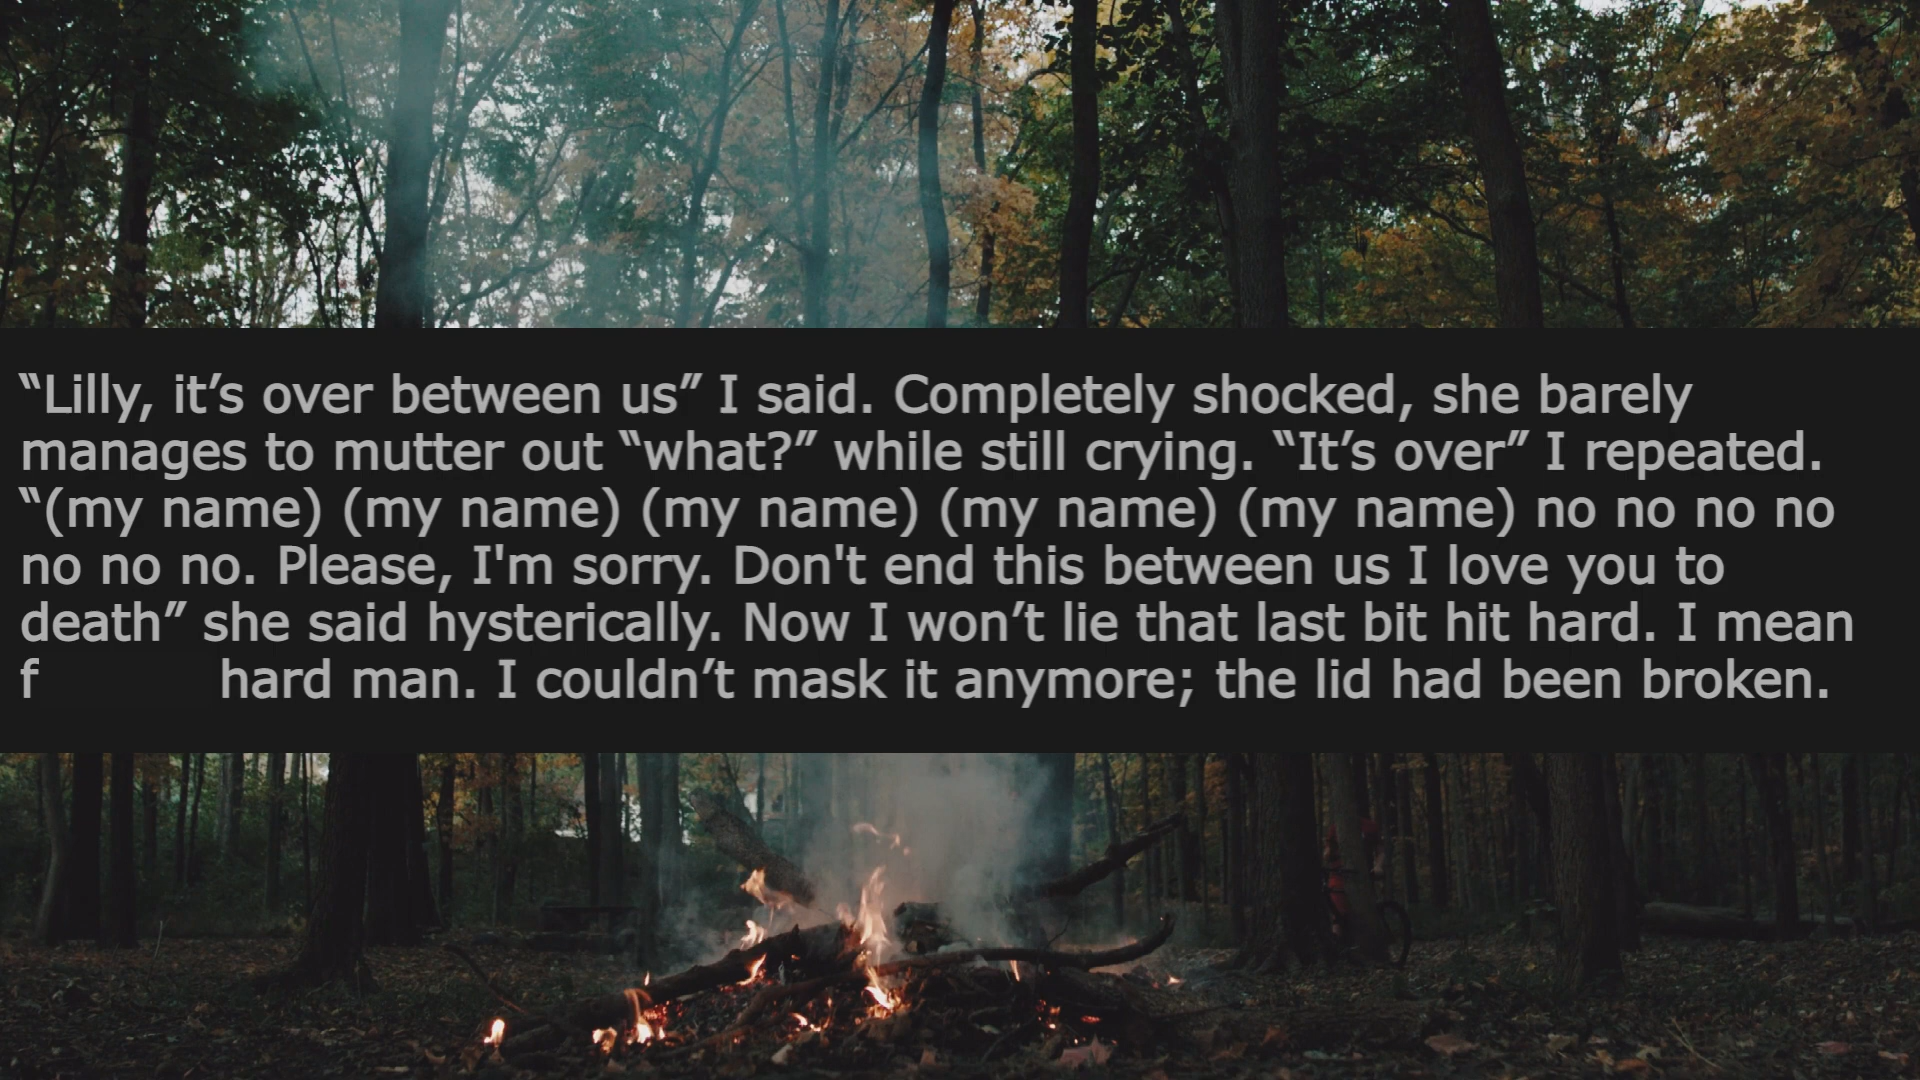 “Lilly, it’s over between us” I said. Completely shocked, she barely
manages to mutter out “what?” while still crying. “It’s over” I repeated.
“(my name) (my name) (my name) (my name) (my name) no no no no
no no no. Please, I'm sorry. Don't end this between us I love you to
death” she said hysterically. Now I won’t lie that last bit hit hard. I mean
f hard man. I couldn’t mask it anymore; the lid had been broken.